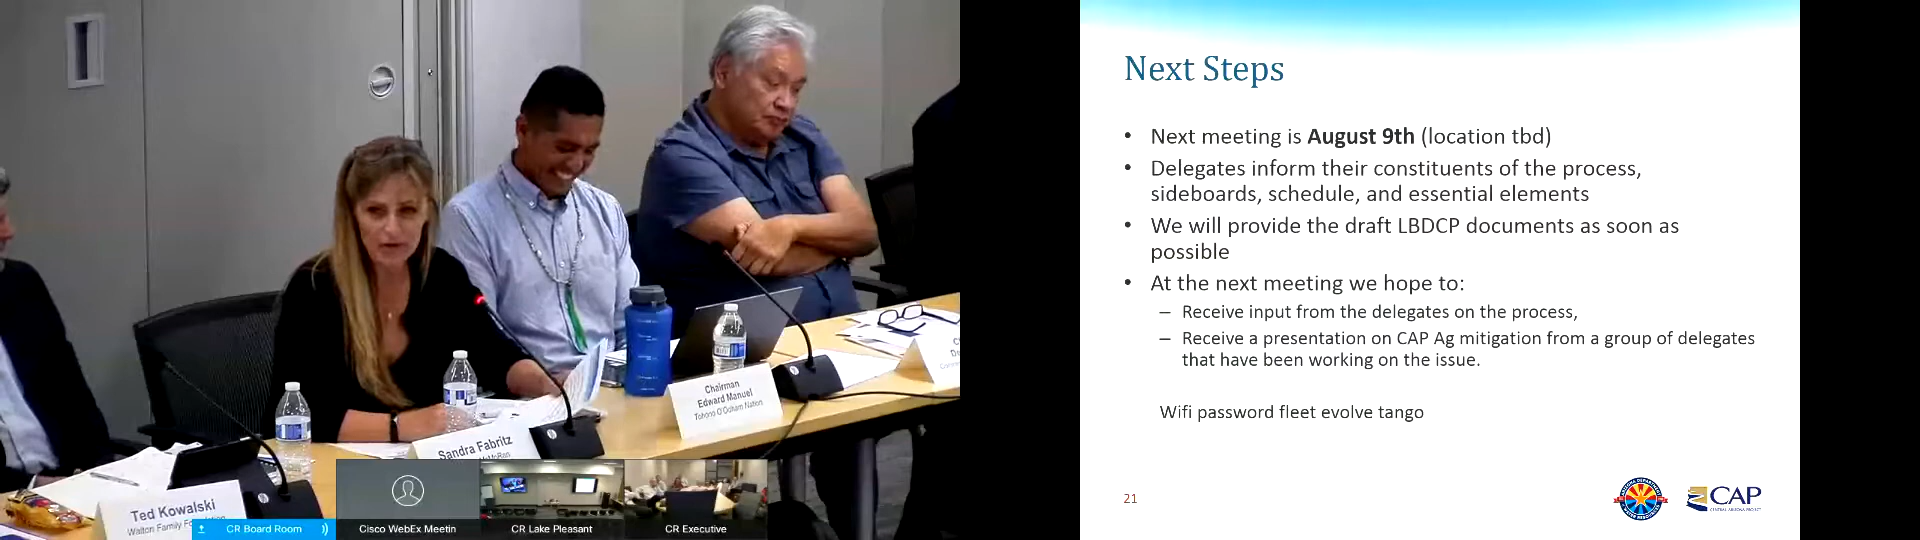 Chairman
Edward Manuel
Tohono O'Odham Nation
Sandra Fabritz
Ted Kowalski
Walton Family
CR Board Room
Cisco WebEx Meetin
CR Lake Pleasant
CR Executive
Next Steps
• Next meeting is August 9th (location tbd)
• Delegates inform their constituents of the process,
sideboards, schedule, and essential elements
• We will provide the draft LBDCP documents as soon as
possible
• At the next meeting we hope to:
– Receive input from the delegates on the process,
– Receive a presentation on CAP Ag mitigation from a group of delegates
that have been working on the issue.
Wifi password fleet evolve tango
21
CAP
CENTRAL ARIZONA PROJECT